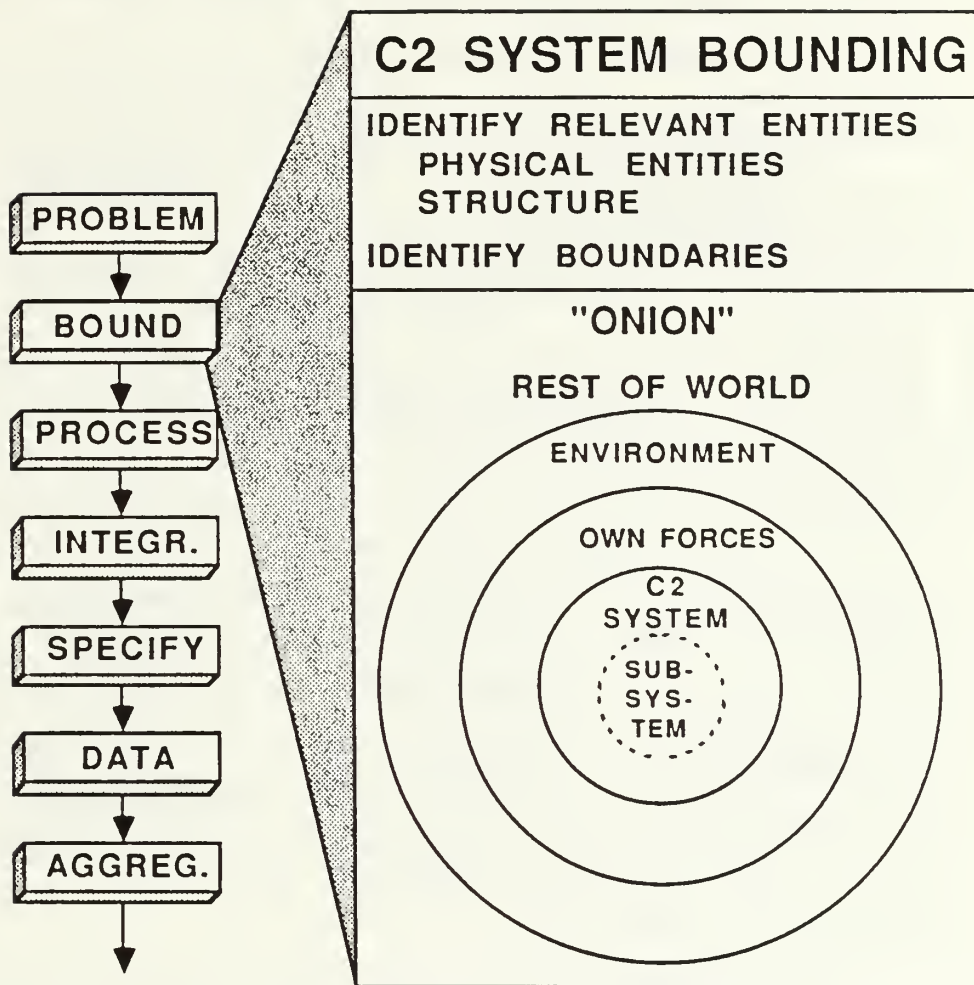 C2 SYSTEM BOUNDING
IDENTIFY RELEVANT ENTITIES
PHYSICAL ENTITIES
STRUCTURE
IDENTIFY BOUNDARIES
PROBLEM
BOUND
PROCESS
INTEGR.
SPECIFY
DATA
AGGREG.
"ONION"
REST OF WORLD
ENVIRONMENT
OWN FORCES
C2
SYSTEM
SUB-
SYS-
TEM